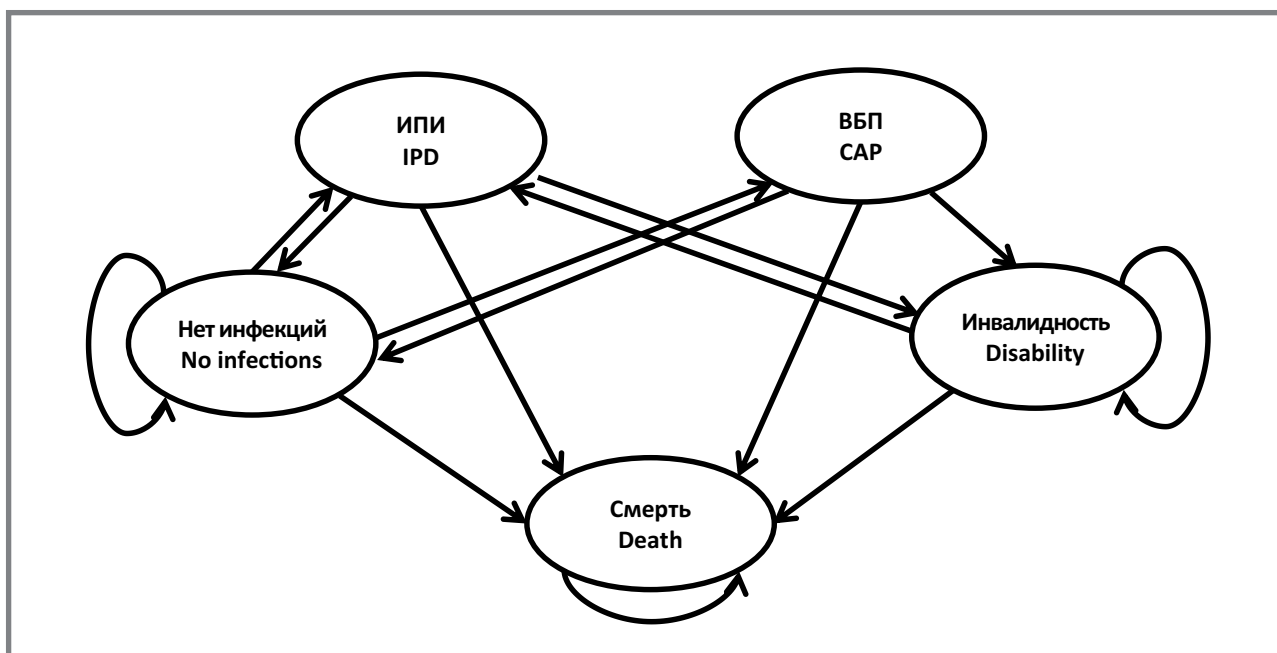 ИПИ
IPD
ВБП
CAP
Нет инфекций
No infections
Инвалидность
Disability
Смерть
Death